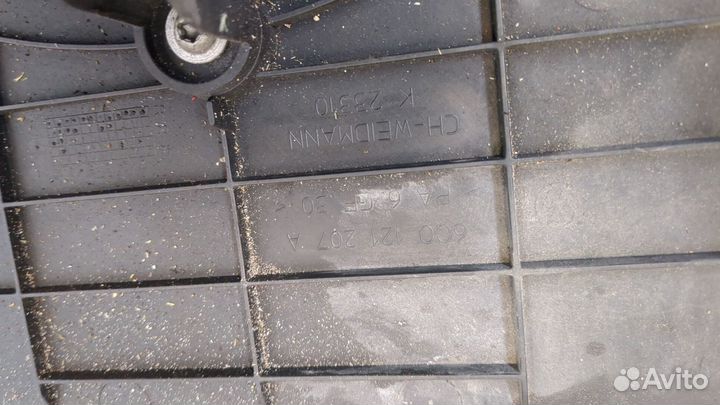 6Q0 121 207 A
>PA 6-GF 30<
CH-WEIDMANN
K-23310
Avito